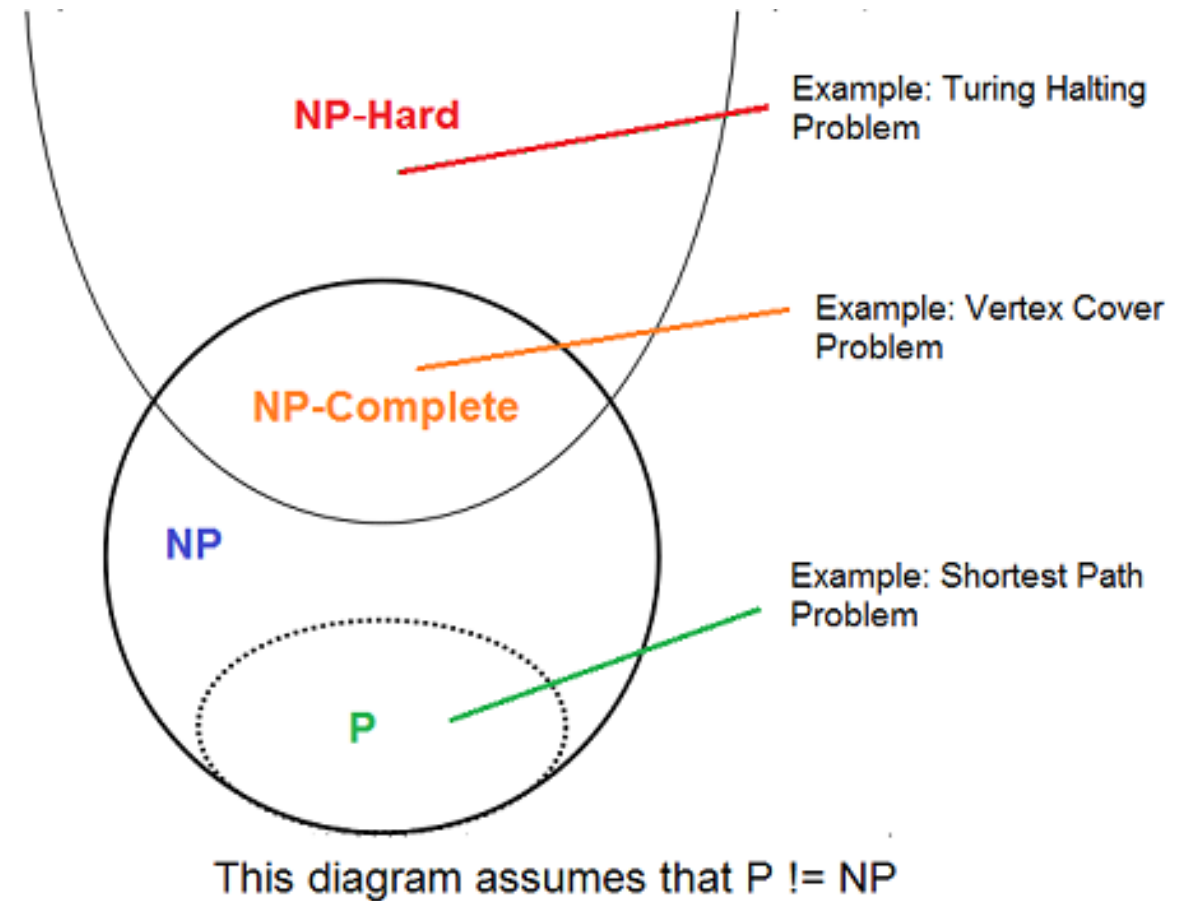 NP-Hard
Example: Turing Halting
Problem
Example: Vertex Cover
Problem
NP-Complete
NP
Example: Shortest Path
Problem
P
This diagram assumes that P != NP